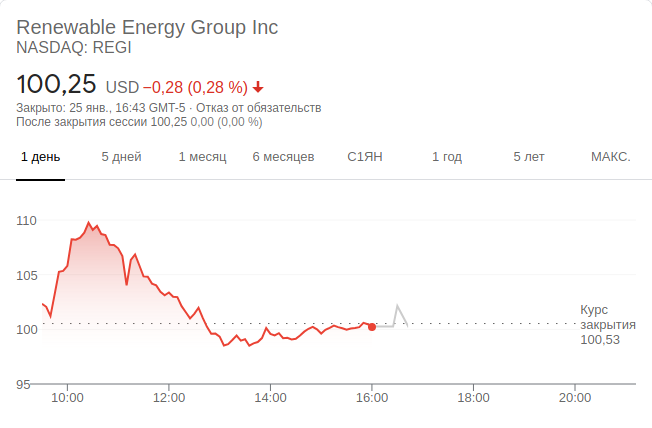 Renewable Energy Group Inc
NASDAQ: REGI
100,25 USD −0,28 (0,28 %)
Закрыто: 25 янв., 16:43 GMT-5 · Отказ от обязательств
После закрытия сессии 100,25 0,00 (0,00 %)
1 день 5 дней 1 месяц 6 месяцев С1ЯН 1 год 5 лет МАКС.
110
105
100
95
Курс
закрытия
100,53
10:00 12:00 14:00 16:00 18:00 20:00